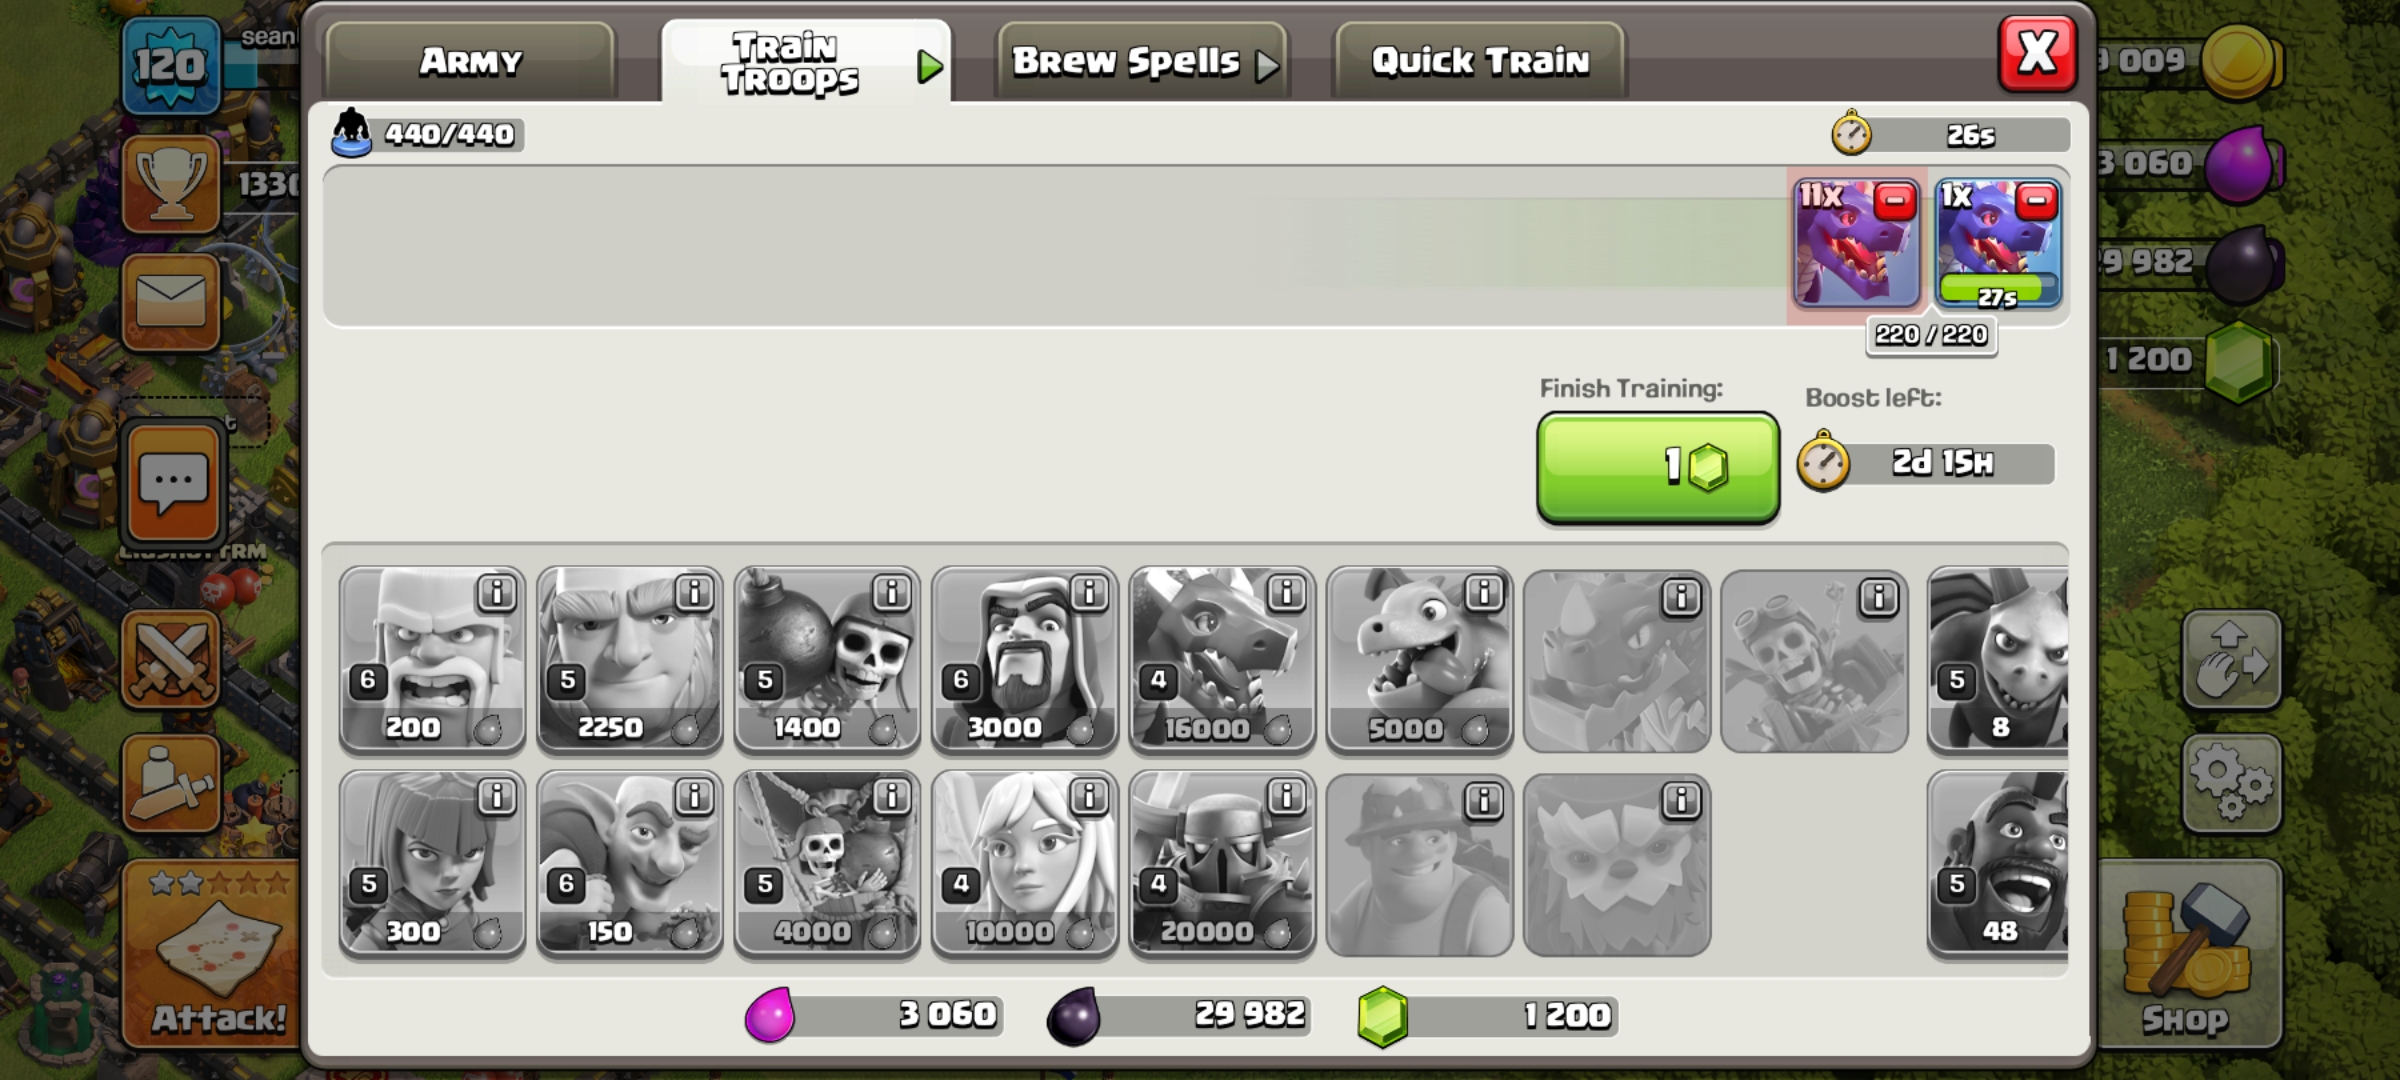 120
sean
ARMY
TRAIN
TROOPS
BREW SPELLS
QUICK TRAIN
X
009
440/440
26s
3 060
133
11x
1x
27s
9 982
220 / 220
1 200
Finish Training:
Boost left:
1
2d 15H
6
200
5
2250
5
1400
6
3000
4
16000
5000
5
8
5
300
6
150
5
4000
4
10000
4
20000
5
48
Attack!
SHOP
3 060
29 982
1 200